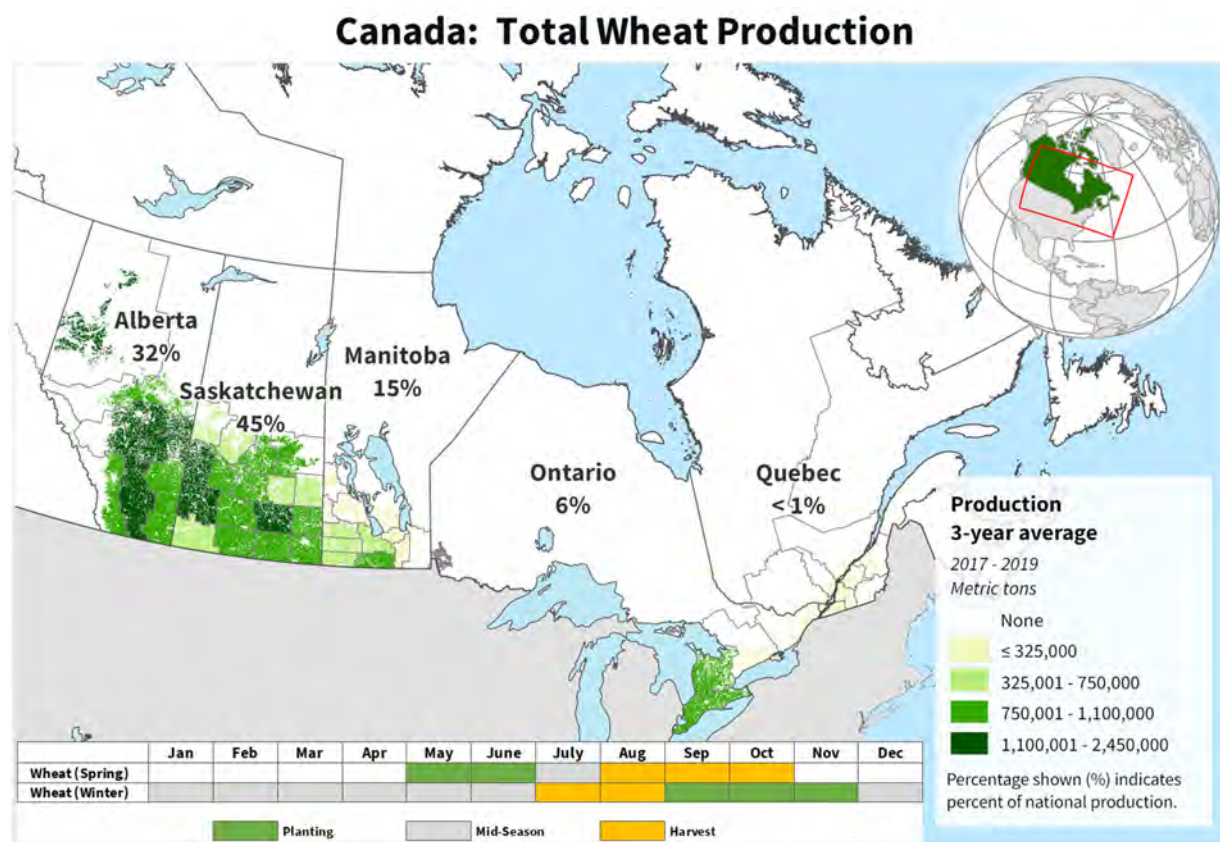 Canada: Total Wheat Production
Alberta
32%
Manitoba
15%
Saskatchewan
45%
Ontario
6%
Quebec
< 1%
Production
3-year average
2017 - 2019
Metric tons
None
≤ 325,000
325,001 - 750,000
750,001 - 1,100,000
1,100,001 - 2,450,000
Percentage shown (%) indicates
percent of national production.
Jan Feb Mar Apr May June July Aug Sep Oct Nov Dec
Wheat (Spring)
Wheat (Winter)
Planting Mid-Season Harvest